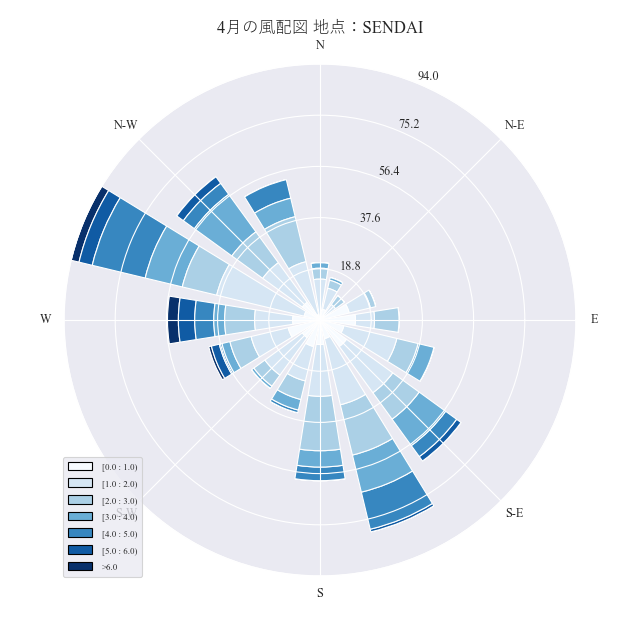 4月の風配図 地点：SENDAI
N
94.0
75.2
N-W
N-E
56.4
37.6
18.8
W
E
[0.0 : 1.0)
[1.0 : 2.0)
[2.0 : 3.0)
[3.0 : 4.0)
[4.0 : 5.0)
[5.0 : 6.0)
>6.0
S-W
S-E
S